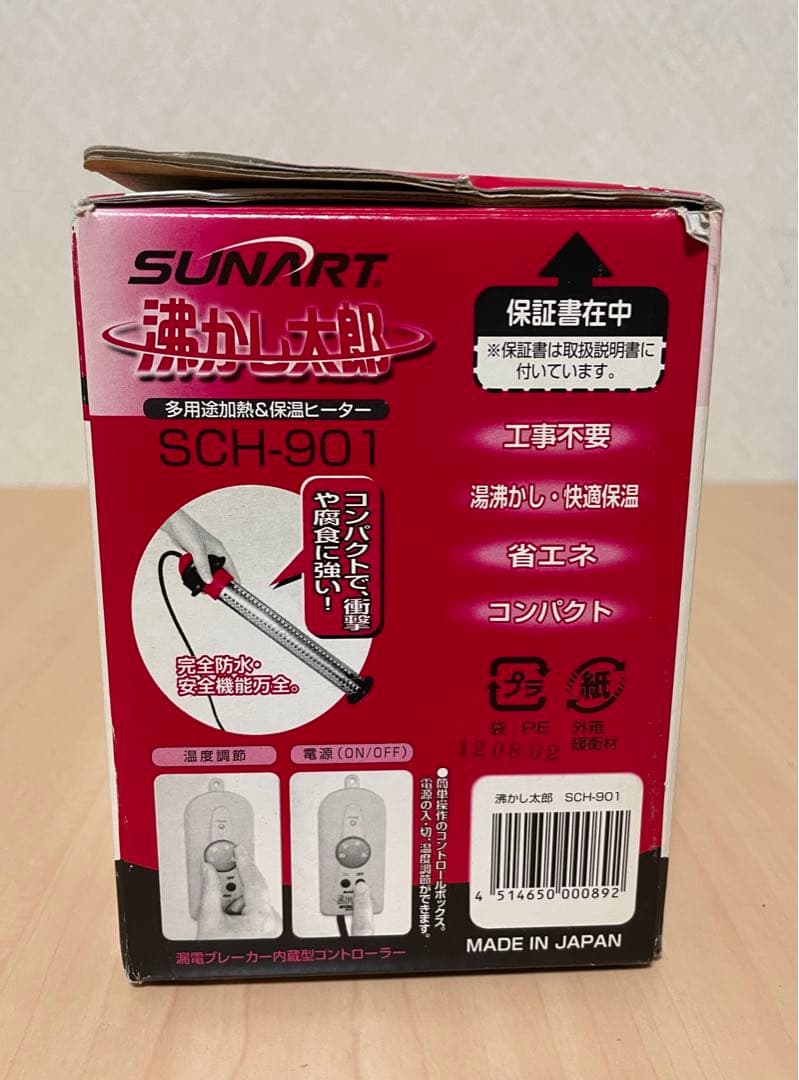 SUNART
沸かし太郎
多用途加熱&保温ヒーター
SCH-901
コンパクトで、衝撃
や腐食に強い!
完全防水・
安全機能万全。
温度調節
電源(ON/OFF)
●簡単操作のコントロールボックス。
電源の入・切、温度調節ができます。
漏電ブレーカー内蔵型コントローラー
保証書在中
※保証書は取扱説明書に
付いています。
工事不要
湯沸かし・快適保温
省エネ
コンパクト
プラ
紙
袋:PE
外箱
緩衝材
120802
沸かし太郎 SCH-901
4 514650 000892
MADE IN JAPAN